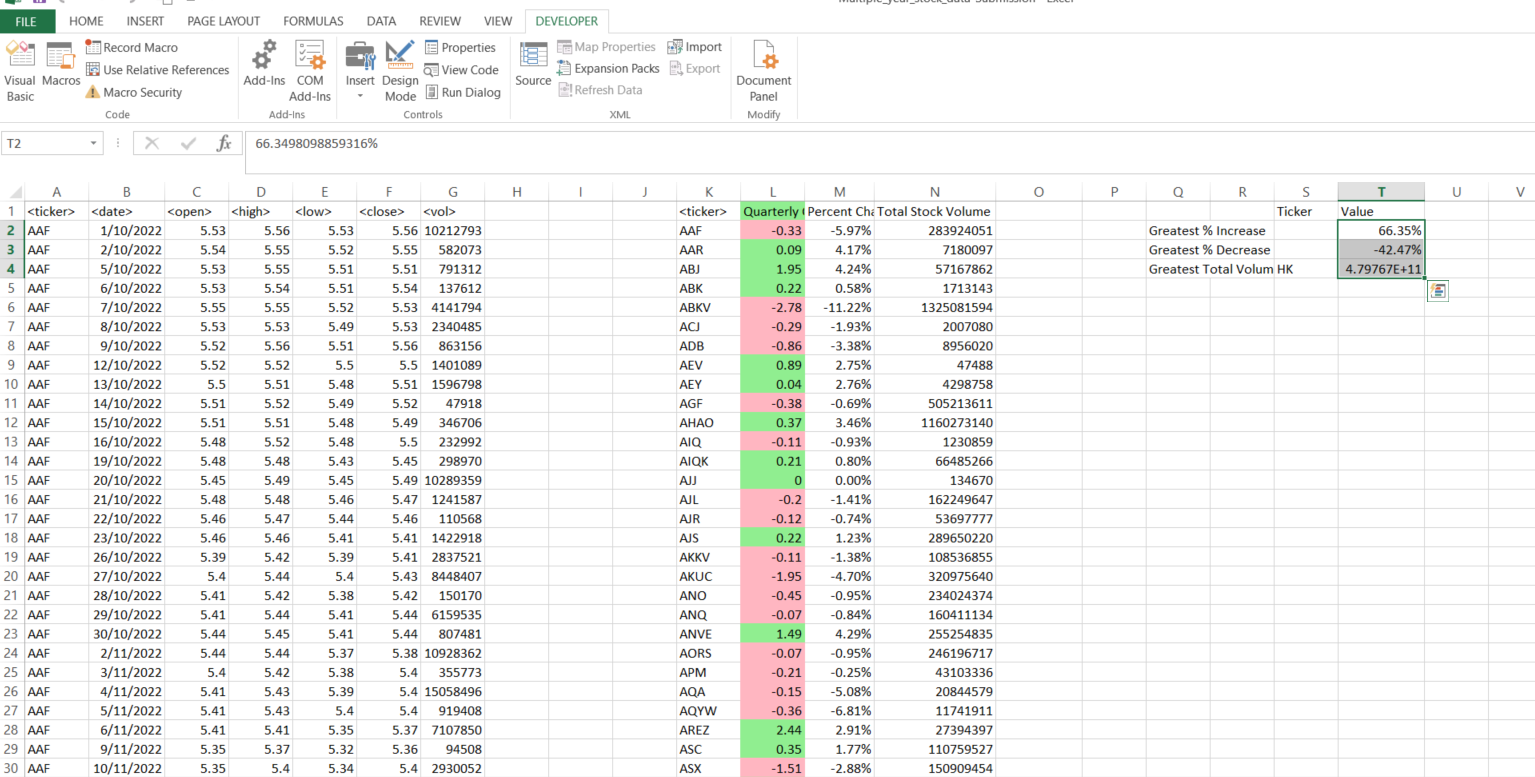 Multiple_year_stock_data-Submission - Excel
FILE HOME INSERT PAGE LAYOUT FORMULAS DATA REVIEW VIEW DEVELOPER
Record Macro Properties Map Properties Import
Use Relative References View Code Expansion Packs Export
Visual Basic Macros Macro Security Add-Ins COM Add-Ins Insert Design Mode Run Dialog Source Refresh Data Document Panel
Code Add-Ins Controls XML Modify
T2 fx 66.3498098859316%
A B C D E F G H I J K L M N O P Q R S T U V
1 <ticker> <date> <open> <high> <low> <close> <vol> <ticker> Quarterly Percent Cha Total Stock Volume Ticker Value
2 AAF 1/10/2022 5.53 5.56 5.53 5.56 10212793 AAF -0.33 -5.97% 283924051 Greatest % Increase 66.35%
3 AAF 2/10/2022 5.54 5.55 5.52 5.55 582073 AAR 0.09 4.17% 7180097 Greatest % Decrease -42.47%
4 AAF 5/10/2022 5.53 5.55 5.51 5.51 791312 ABJ 1.95 4.24% 57167862 Greatest Total Volum HK 4.79767E+11
5 AAF 6/10/2022 5.53 5.54 5.51 5.54 137612 ABK 0.22 0.58% 1713143
6 AAF 7/10/2022 5.55 5.55 5.52 5.53 4141794 ABKV -2.78 -11.22% 1325081594
7 AAF 8/10/2022 5.53 5.53 5.49 5.53 2340485 ACJ -0.29 -1.93% 2007080
8 AAF 9/10/2022 5.52 5.56 5.51 5.56 863156 ADB -0.86 -3.38% 8956020
9 AAF 12/10/2022 5.52 5.52 5.5 5.5 1401089 AEV 0.89 2.75% 47488
10 AAF 13/10/2022 5.5 5.51 5.48 5.51 1596798 AEY 0.04 2.76% 4298758
11 AAF 14/10/2022 5.51 5.52 5.49 5.52 47918 AGF -0.38 -0.69% 505213611
12 AAF 15/10/2022 5.51 5.51 5.48 5.49 346706 AHAO 0.37 3.46% 1160273140
13 AAF 16/10/2022 5.48 5.52 5.48 5.5 232992 AIQ -0.11 -0.93% 1230859
14 AAF 19/10/2022 5.48 5.48 5.43 5.45 298970 AIQK 0.21 0.80% 66485266
15 AAF 20/10/2022 5.45 5.49 5.45 5.49 10289359 AJJ 0 0.00% 134670
16 AAF 21/10/2022 5.48 5.48 5.46 5.47 1241587 AJL -0.2 -1.41% 162249647
17 AAF 22/10/2022 5.46 5.47 5.44 5.46 110568 AJR -0.12 -0.74% 53697777
18 AAF 23/10/2022 5.46 5.46 5.41 5.41 1422918 AJS 0.22 1.23% 289650220
19 AAF 26/10/2022 5.39 5.42 5.39 5.41 2837521 AKKV -0.11 -1.38% 108536855
20 AAF 27/10/2022 5.4 5.44 5.4 5.43 8448407 AKUC -1.95 -4.70% 320975640
21 AAF 28/10/2022 5.41 5.42 5.38 5.42 150170 ANO -0.45 -0.95% 234024374
22 AAF 29/10/2022 5.41 5.44 5.41 5.44 6159535 ANQ -0.07 -0.84% 160411134
23 AAF 30/10/2022 5.44 5.45 5.41 5.44 807481 ANVE 1.49 4.29% 255254835
24 AAF 2/11/2022 5.44 5.44 5.37 5.38 10928362 AORS -0.07 -0.95% 246196717
25 AAF 3/11/2022 5.4 5.42 5.38 5.4 355773 APM -0.21 -0.25% 43103336
26 AAF 4/11/2022 5.41 5.43 5.39 5.4 15058496 AQA -0.15 -5.08% 20844579
27 AAF 5/11/2022 5.41 5.43 5.4 5.4 919408 AQYW -0.36 -6.81% 11741911
28 AAF 6/11/2022 5.41 5.41 5.35 5.37 7107850 AREZ 2.44 2.91% 27394397
29 AAF 9/11/2022 5.35 5.37 5.32 5.36 94508 ASC 0.35 1.77% 110759527
30 AAF 10/11/2022 5.35 5.4 5.34 5.4 2930052 ASX -1.51 -2.88% 150909454